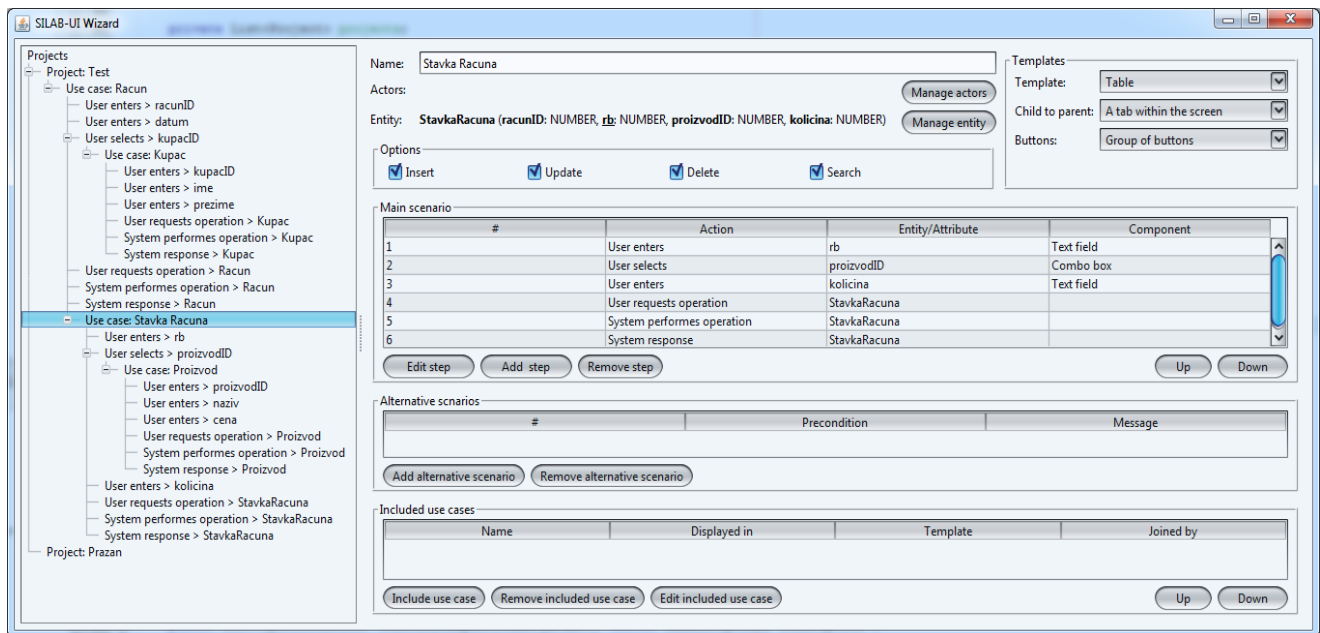 SILAB-UI Wizard
Projects
Project: Test
Use case: Racun
User enters > racunID
User enters > datum
User selects > kupacID
Use case: Kupac
User enters > kupacID
User enters > ime
User enters > prezime
User requests operation > Kupac
System performes operation > Kupac
System response > Kupac
User requests operation > Racun
System performes operation > Racun
System response > Racun
Use case: Stavka Racuna
User enters > rb
User selects > proizvodID
Use case: Proizvod
User enters > proizvodID
User enters > naziv
User enters > cena
User requests operation > Proizvod
System performes operation > Proizvod
System response > Proizvod
User enters > kolicina
User requests operation > StavkaRacuna
System performes operation > StavkaRacuna
System response > StavkaRacuna
Project: Prazan
Name: Stavka Racuna
Actors: Manage actors
Entity: StavkaRacuna (racunID: NUMBER, rb: NUMBER, proizvodID: NUMBER, kolicina: NUMBER) Manage entity
Options
Insert Update Delete Search
Templates
Template: Table
Child to parent: A tab within the screen
Buttons: Group of buttons
Main scenario
# Action Entity/Attribute Component
1 User enters rb Text field
2 User selects proizvodID Combo box
3 User enters kolicina Text field
4 User requests operation StavkaRacuna
5 System performes operation StavkaRacuna
6 System response StavkaRacuna
Edit step Add step Remove step Up Down
Alternative scnarios
# Precondition Message
Add alternative scenario Remove alternative scenario
Included use cases
Name Displayed in Template Joined by
Include use case Remove included use case Edit included use case Up Down